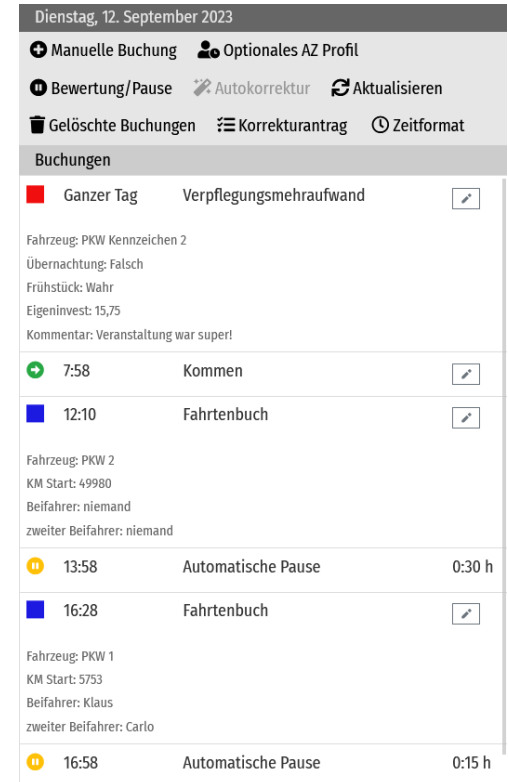 Dienstag, 12. September 2023
Manuelle Buchung Optionales AZ Profil
Bewertung/Pause Autokorrektur Aktualisieren
Gelöschte Buchungen Korrekturantrag Zeitformat
Buchungen
Ganzer Tag Verpflegungsmehraufwand
Fahrzeug: PKW Kennzeichen 2
Übernachtung: Falsch
Frühstück: Wahr
Eigeninvest: 15,75
Kommentar: Veranstaltung war super!
7:58 Kommen
12:10 Fahrtenbuch
Fahrzeug: PKW 2
KM Start: 49980
Beifahrer: niemand
zweiter Beifahrer: niemand
13:58 Automatische Pause 0:30 h
16:28 Fahrtenbuch
Fahrzeug: PKW 1
KM Start: 5753
Beifahrer: Klaus
zweiter Beifahrer: Carlo
16:58 Automatische Pause 0:15 h